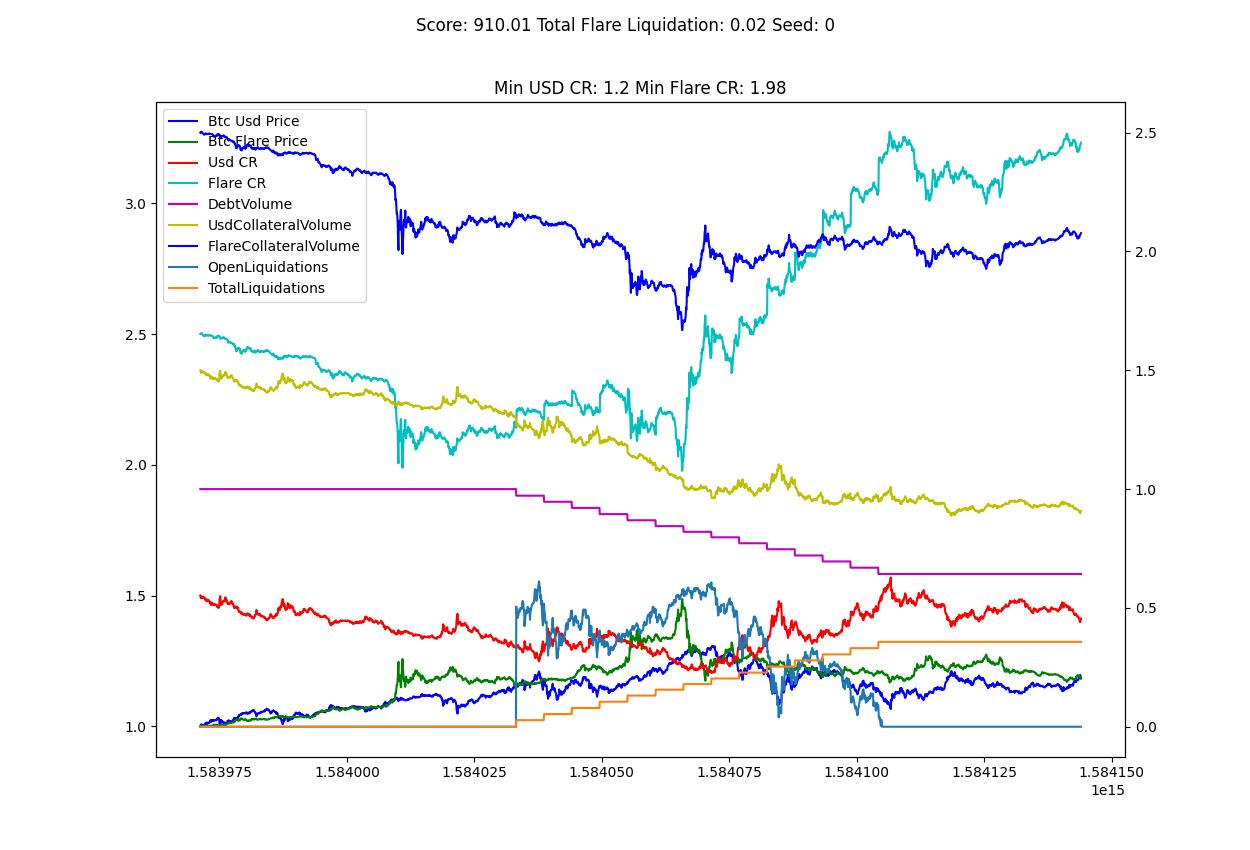 Score: 910.01 Total Flare Liquidation: 0.02 Seed: 0
Min USD CR: 1.2 Min Flare CR: 1.98
Btc Usd Price
Btc Flare Price
Usd CR
Flare CR
DebtVolume
UsdCollateralVolume
FlareCollateralVolume
OpenLiquidations
TotalLiquidations
3.0
2.5
2.0
1.5
1.0
2.5
2.0
1.5
1.0
0.5
0.0
1.583975 1.584000 1.584025 1.584050 1.584075 1.584100 1.584125 1.584150
1e15